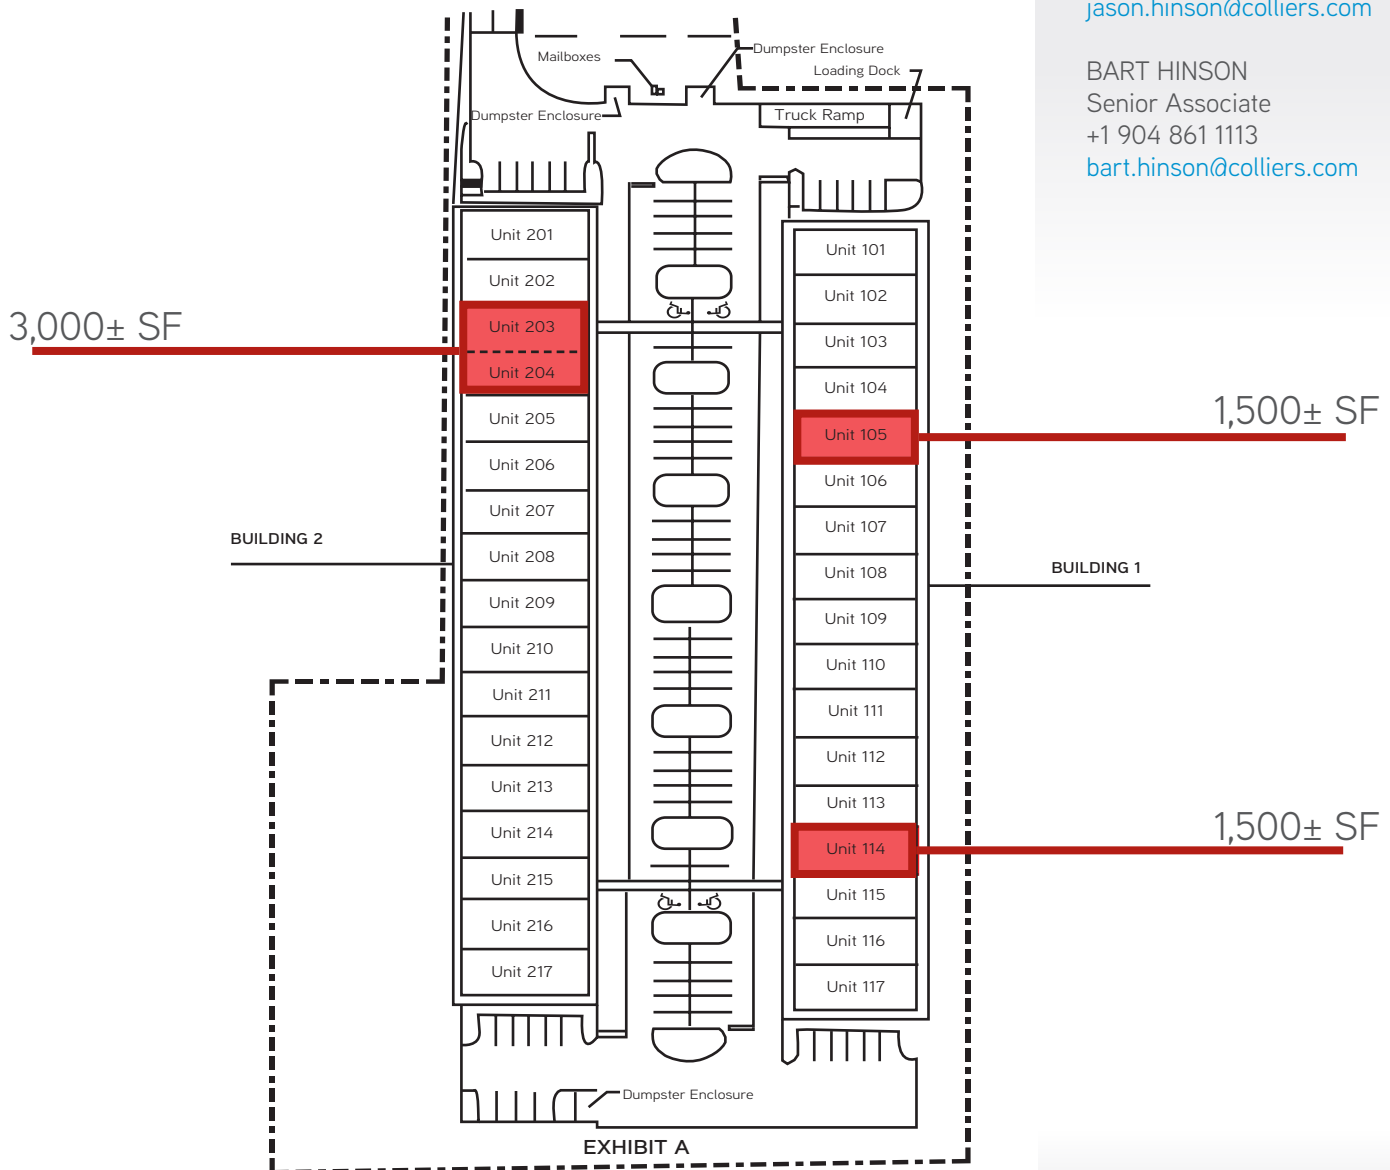 jason.hinson@colliers.com
BART HINSON
Senior Associate
+1 904 861 1113
bart.hinson@colliers.com
Mailboxes
Dumpster Enclosure
Loading Dock
Dumpster Enclosure
Truck Ramp
Unit 201
Unit 202
Unit 203
Unit 204
Unit 205
Unit 206
Unit 207
Unit 208
Unit 209
Unit 210
Unit 211
Unit 212
Unit 213
Unit 214
Unit 215
Unit 216
Unit 217
3,000± SF
BUILDING 2
Unit 101
Unit 102
Unit 103
Unit 104
Unit 105
Unit 106
Unit 107
Unit 108
Unit 109
Unit 110
Unit 111
Unit 112
Unit 113
Unit 114
Unit 115
Unit 116
Unit 117
1,500± SF
BUILDING 1
1,500± SF
Dumpster Enclosure
EXHIBIT A